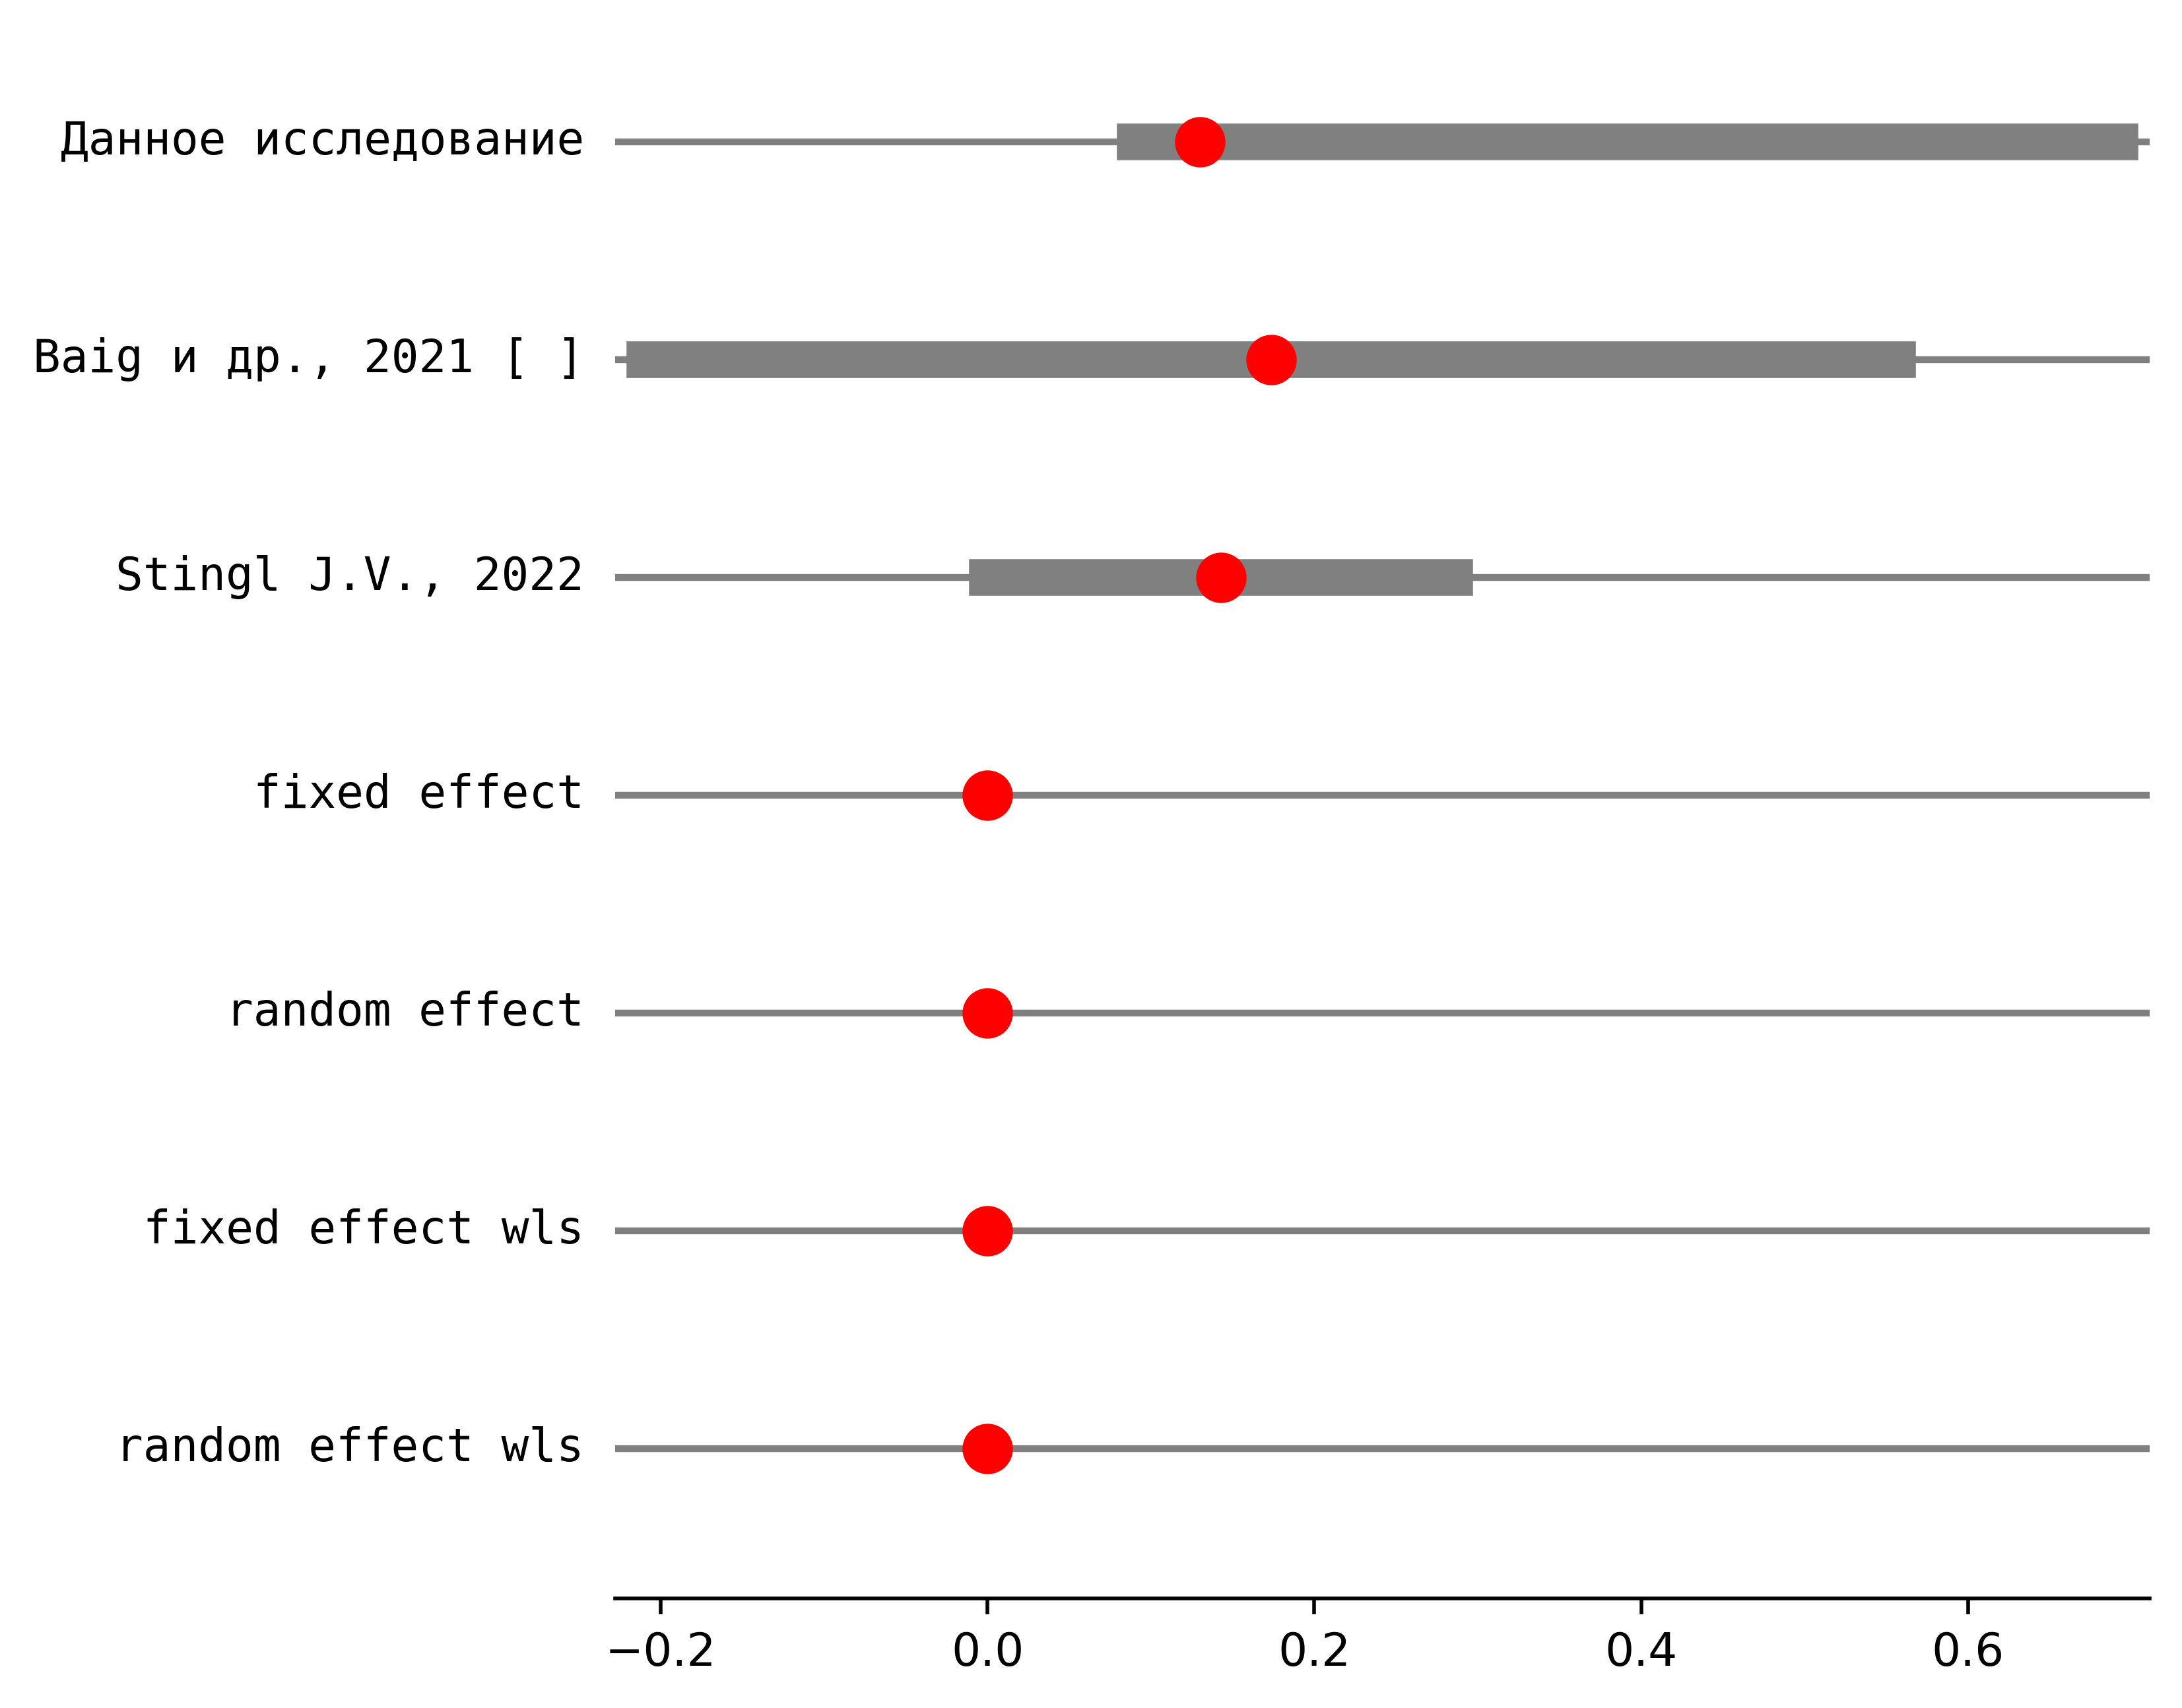 Данное исследование
Baig и др., 2021 [ ]
Stingl J.V., 2022
fixed effect
random effect
fixed effect wls
random effect wls
−0.2 0.0 0.2 0.4 0.6